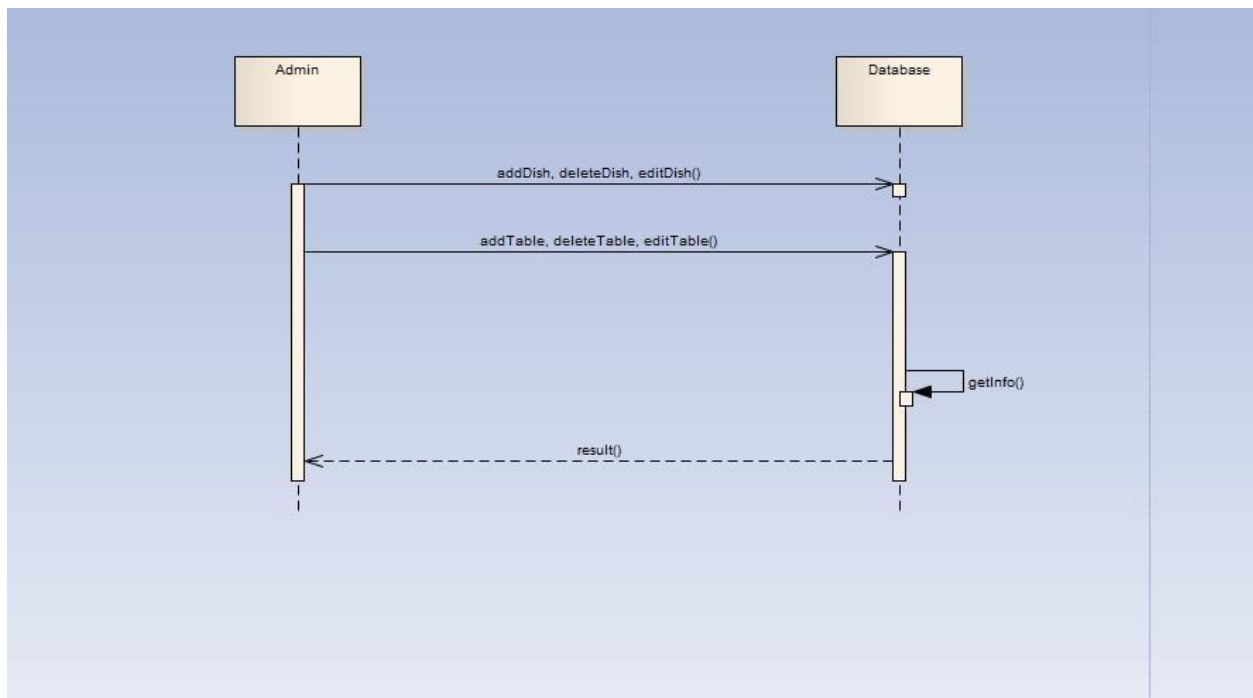 Admin
Database
addDish, deleteDish, editDish()
addTable, deleteTable, editTable()
getInfo()
result()